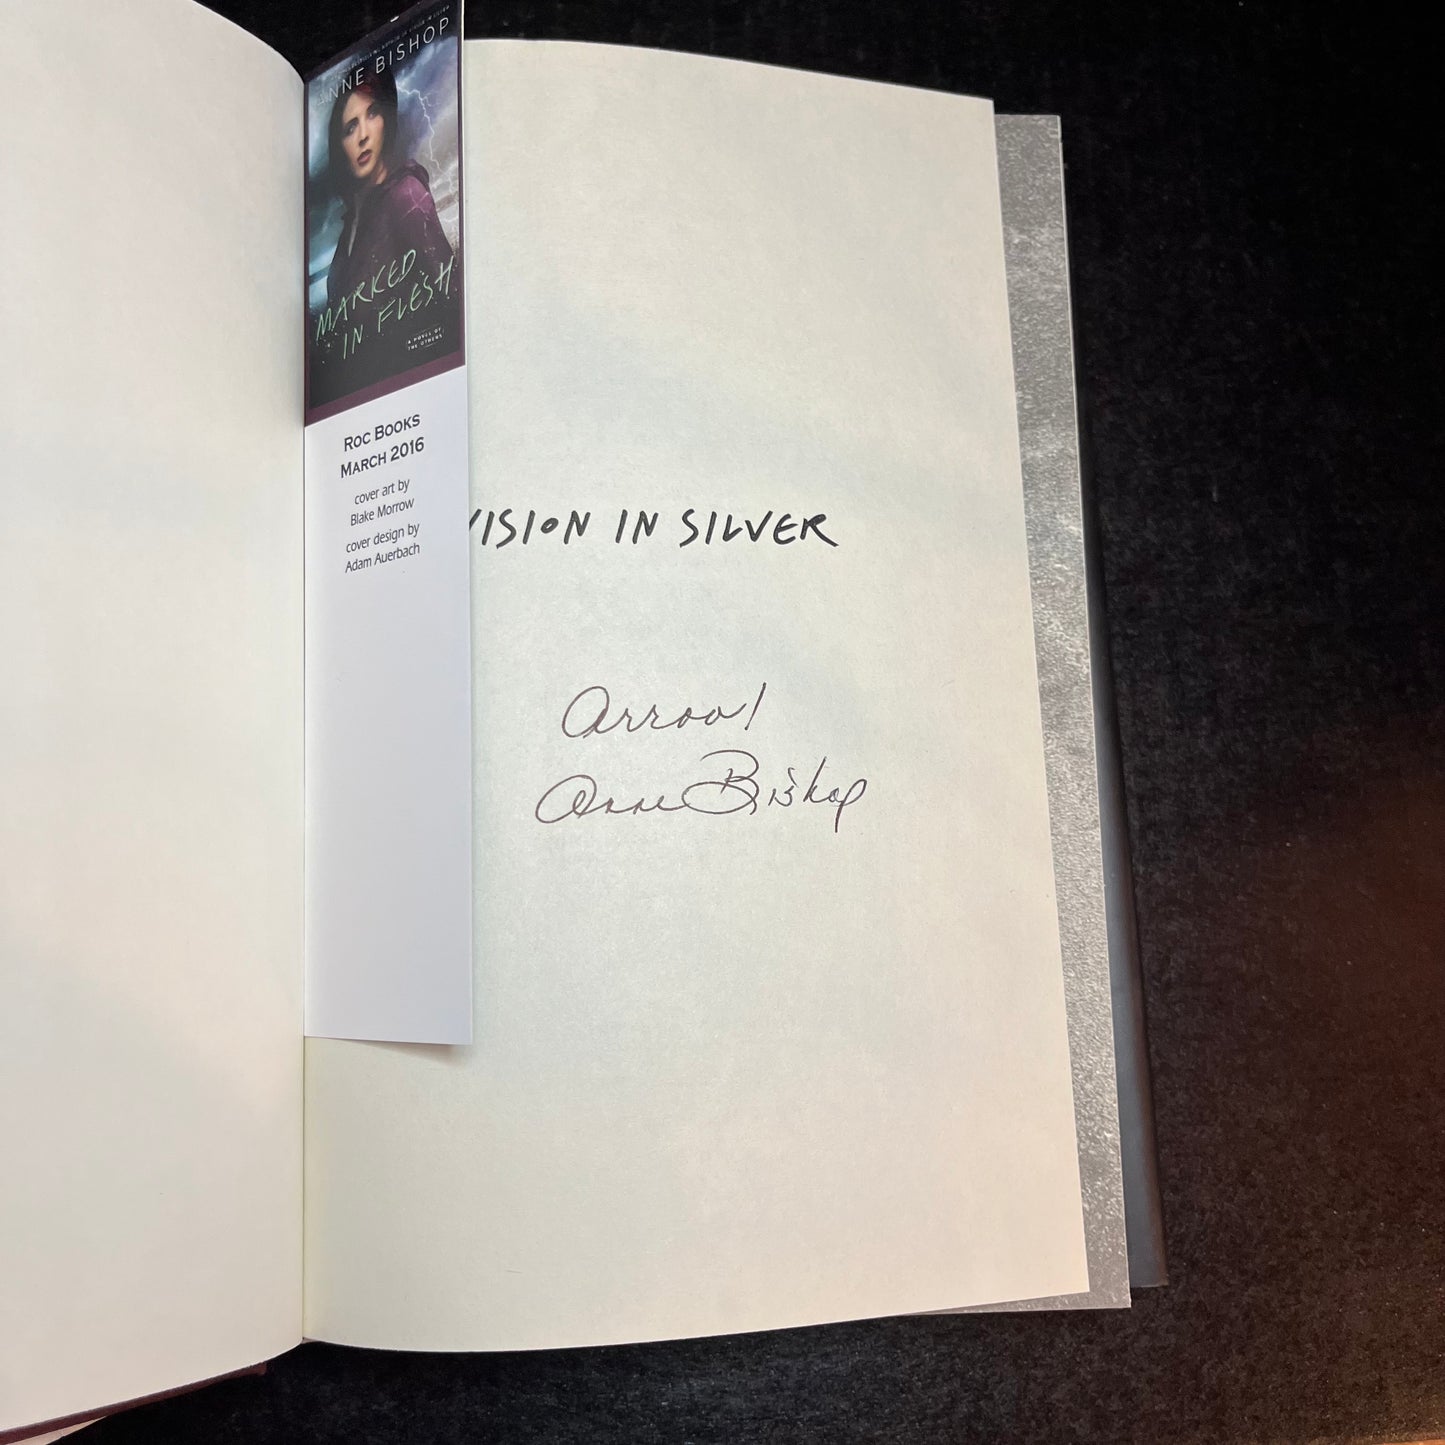 ANNE BISHOP
MARKED
IN FLESH
A NOVEL OF
THE OTHERS
ROC BOOKS
MARCH 2016
cover art by
Blake Morrow
cover design by
Adam Auerbach
VISION IN SILVER
Arroo!
Anne Bishop